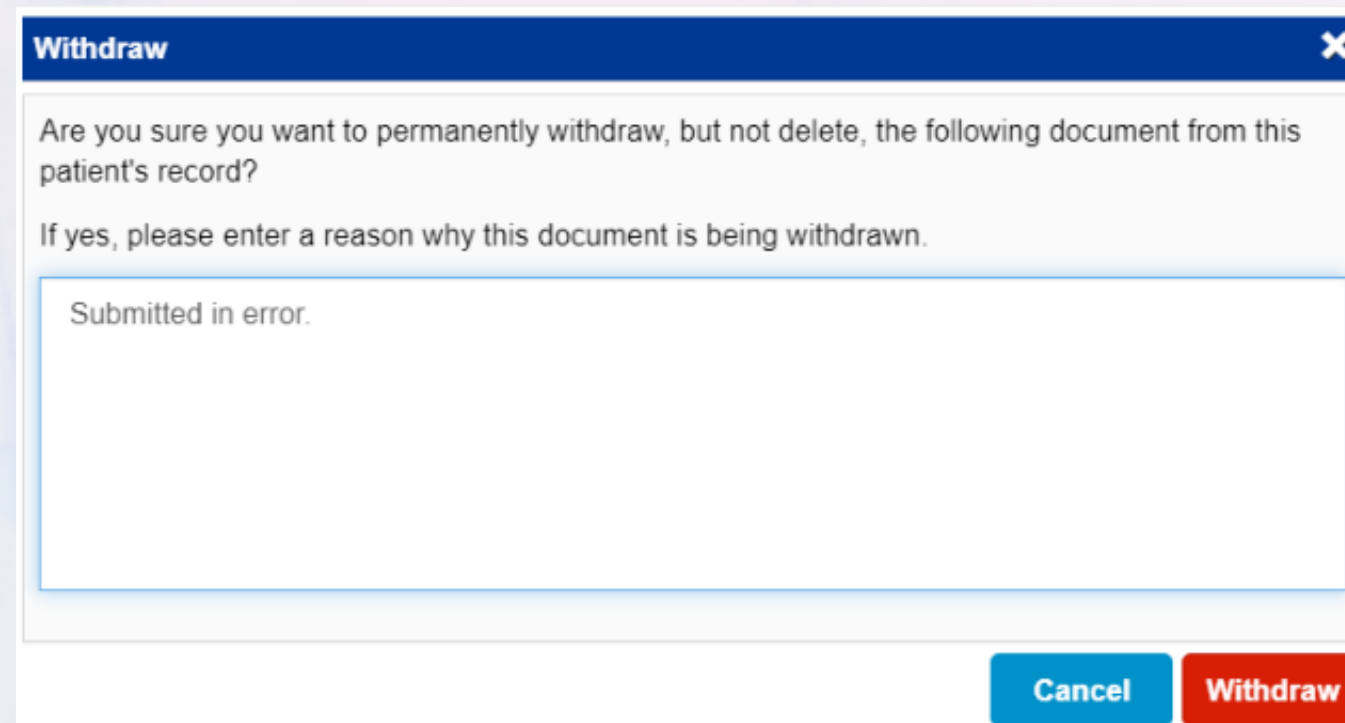 Withdraw
Are you sure you want to permanently withdraw, but not delete, the following document from this
patient's record?
If yes, please enter a reason why this document is being withdrawn.
Submitted in error.
Cancel
Withdraw